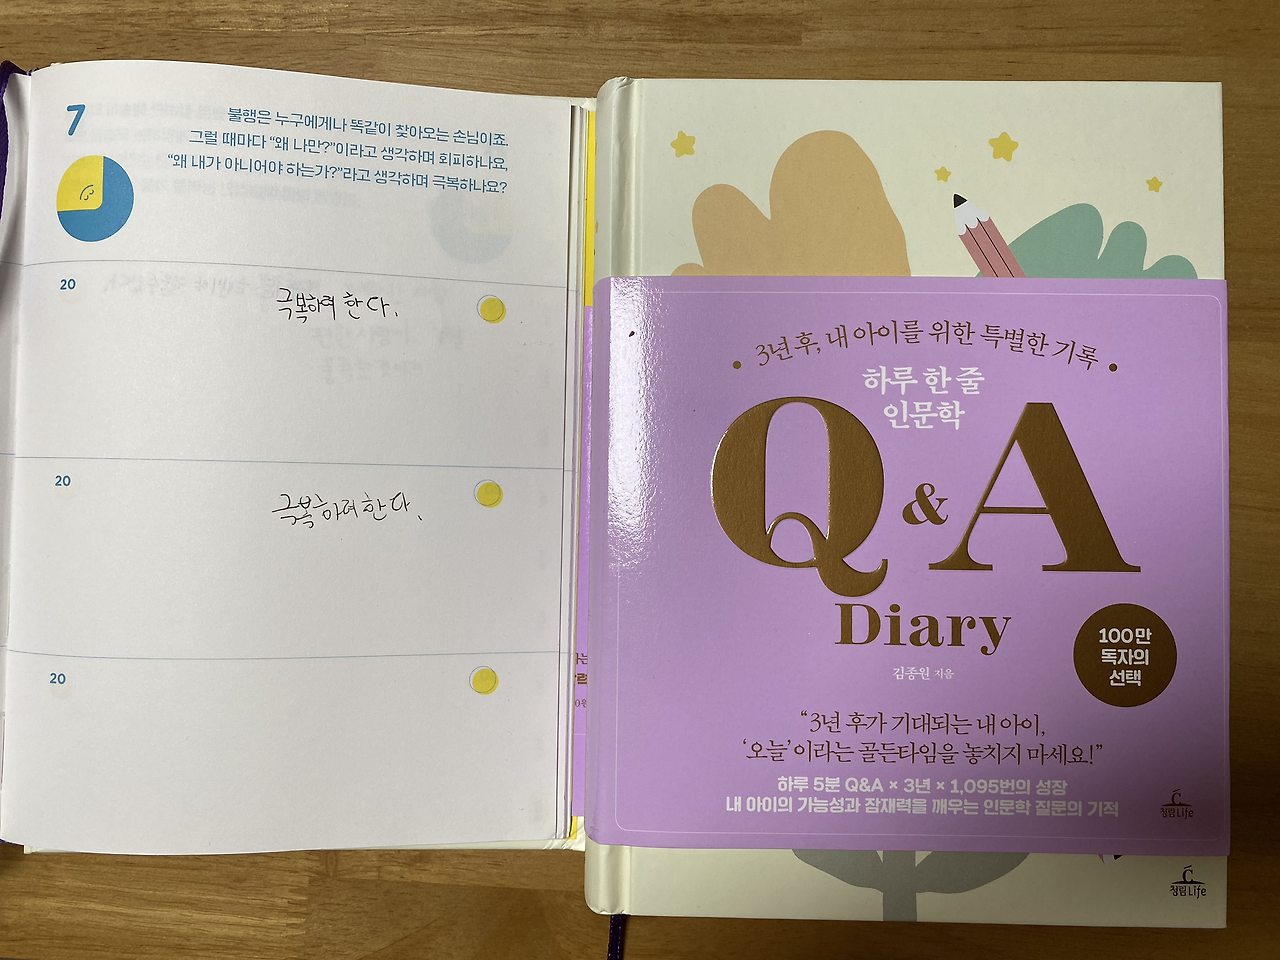 7
불행은 누구에게나 똑같이 찾아오는 손님이죠.
그럴 때마다 “왜 나만?”이라고 생각하며 회피하나요,
“왜 내가 아니어야 하는가?”라고 생각하며 극복하나요?
20
극복하려 한다.
20
극복하려 한다.
20
• 3년 후, 내 아이를 위한 특별한 기록 •
하루 한 줄
인문학
Q & A
Diary
김종원 지음
100만
독자의
선택
“3년 후가 기대되는 내 아이,
‘오늘’이라는 골든타임을 놓치지 마세요!”
하루 5분 Q&A × 3년 × 1,095번의 성장
내 아이의 가능성과 잠재력을 깨우는 인문학 질문의 기적
청림Life
청림Life